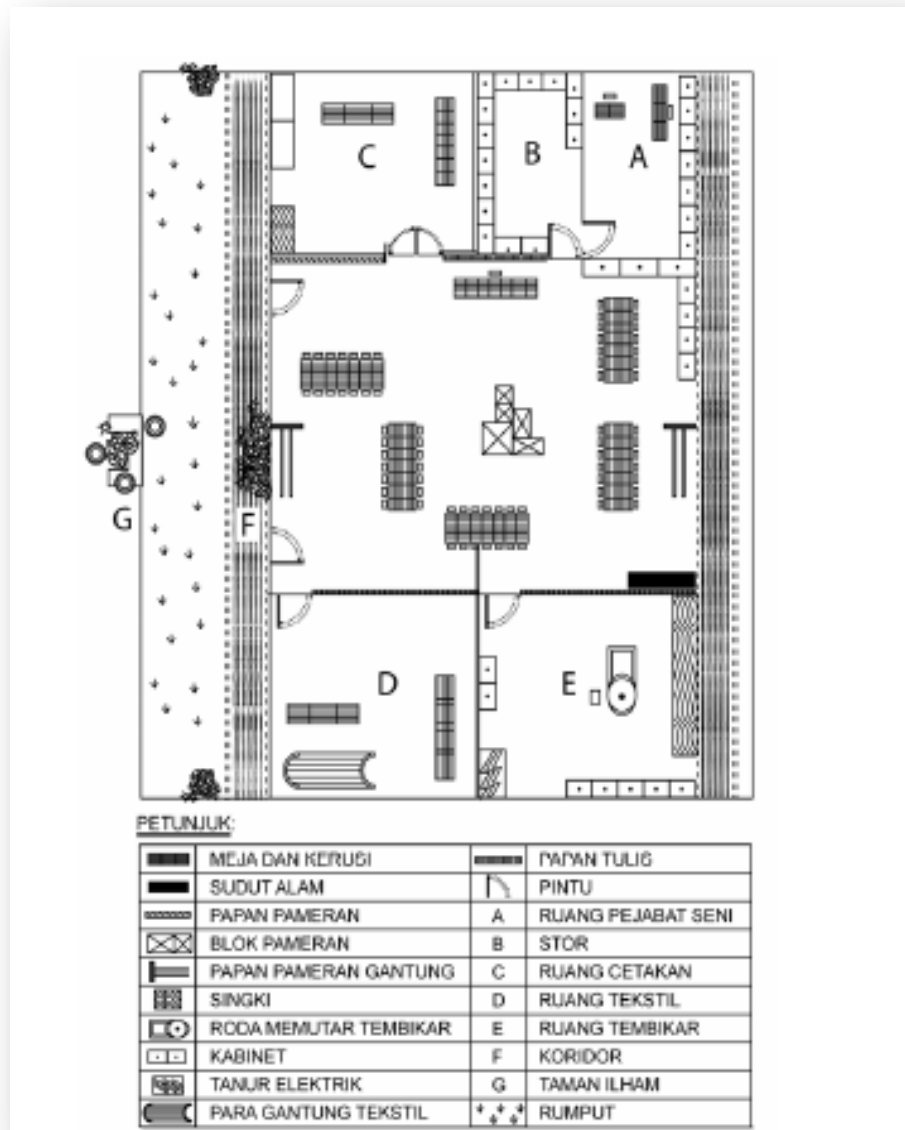 C
B
A
G
F
D
E
PETUNJUK:
MEJA DAN KERUSI
PAPAN TULIS
SUDUT ALAM
PINTU
PAPAN PAMERAN
A
RUANG PEJABAT SENI
BLOK PAMERAN
B
STOR
PAPAN PAMERAN GANTUNG
C
RUANG CETAKAN
SINGKI
D
RUANG TEKSTIL
RODA MEMUTAR TEMBIKAR
E
RUANG TEMBIKAR
KABINET
F
KORIDOR
TANUR ELEKTRIK
G
TAMAN ILHAM
PARA GANTUNG TEKSTIL
RUMPUT